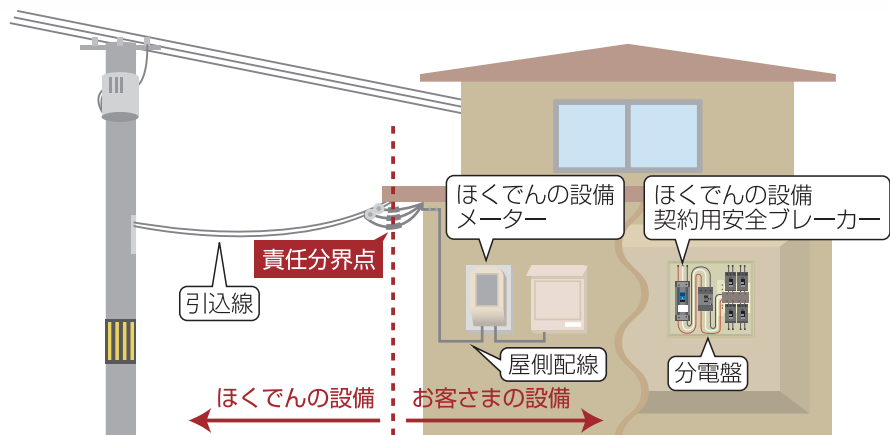 ほくでんの設備
メーター
ほくでんの設備
契約用安全ブレーカー
責任分界点
引込線
屋側配線
分電盤
ほくでんの設備
お客さまの設備